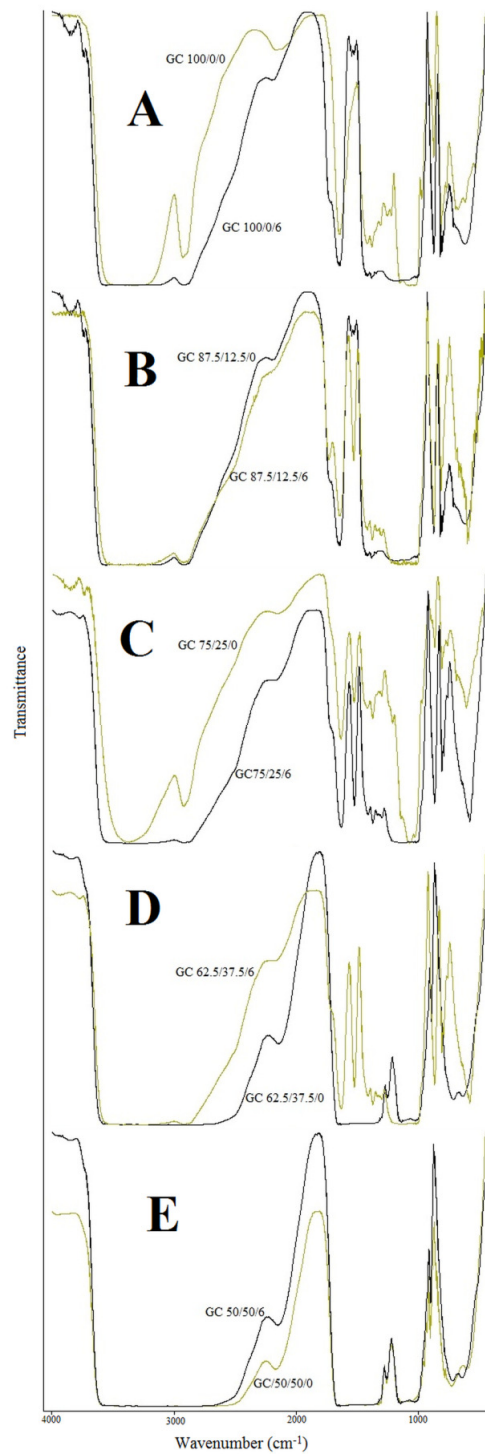 GC 100/0/0
A
GC 100/0/6
B
GC 87.5/12.5/0
GC 87.5/12.5/6
C
GC 75/25/0
GC75/25/6
Transmittance
D
GC 62.5/37.5/6
GC 62.5/37.5/0
E
GC 50/50/6
GC/50/50/0
4000 3000 2000 1000
Wavenumber (cm-1)